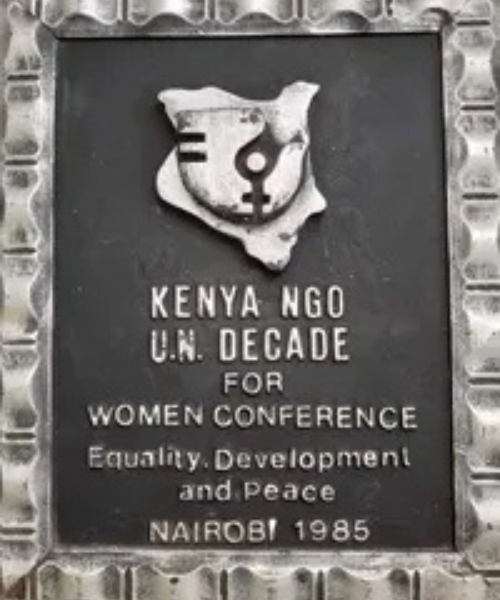 KENYA NGO
U.N. DECADE
FOR
WOMEN CONFERENCE
Equality, Development
and Peace
NAIROBI 1985